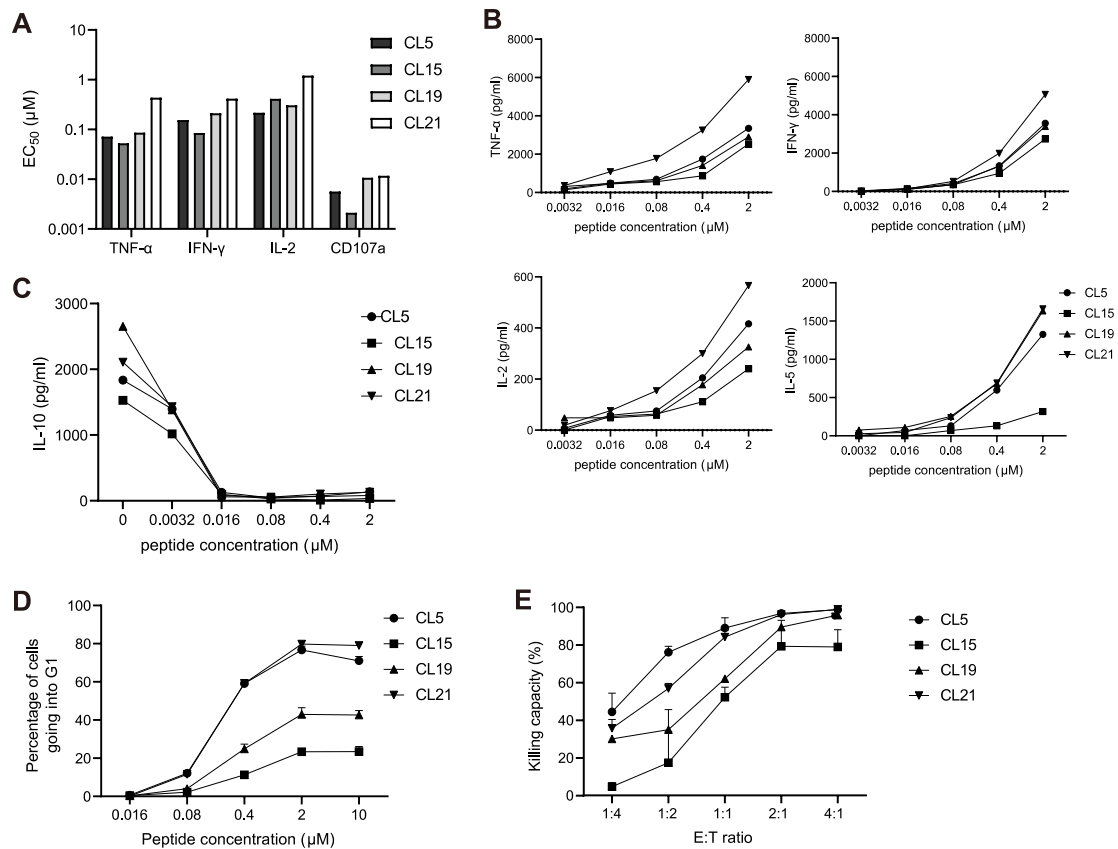 A
EC50 (µM)
100
10
1
0.1
0.01
0.001
TNF-α
IFN-γ
IL-2
CD107a
CL5
CL15
CL19
CL21
B
TNF-α (pg/ml)
8000
6000
4000
2000
0
0.0032
0.016
0.08
0.4
2
peptide concentration (µM)
IFN-γ (pg/ml)
8000
6000
4000
2000
0
0.0032
0.016
0.08
0.4
2
peptide concentration (µM)
IL-2 (pg/ml)
600
400
200
0
0.0032
0.016
0.08
0.4
2
peptide concentration (µM)
IL-5 (pg/ml)
2000
1500
1000
500
0
0.0032
0.016
0.08
0.4
2
peptide concentration (µM)
CL5
CL15
CL19
CL21
C
IL-10 (pg/ml)
3000
2000
1000
0
0
0.0032
0.016
0.08
0.4
2
peptide concentration (µM)
CL5
CL15
CL19
CL21
D
Percentage of cells
going into G1
100
80
60
40
20
0
0.016
0.08
0.4
2
10
Peptide concentration (µM)
CL5
CL15
CL19
CL21
E
Killing capacity (%)
100
80
60
40
20
0
1:4
1:2
1:1
2:1
4:1
E:T ratio
CL5
CL15
CL19
CL21